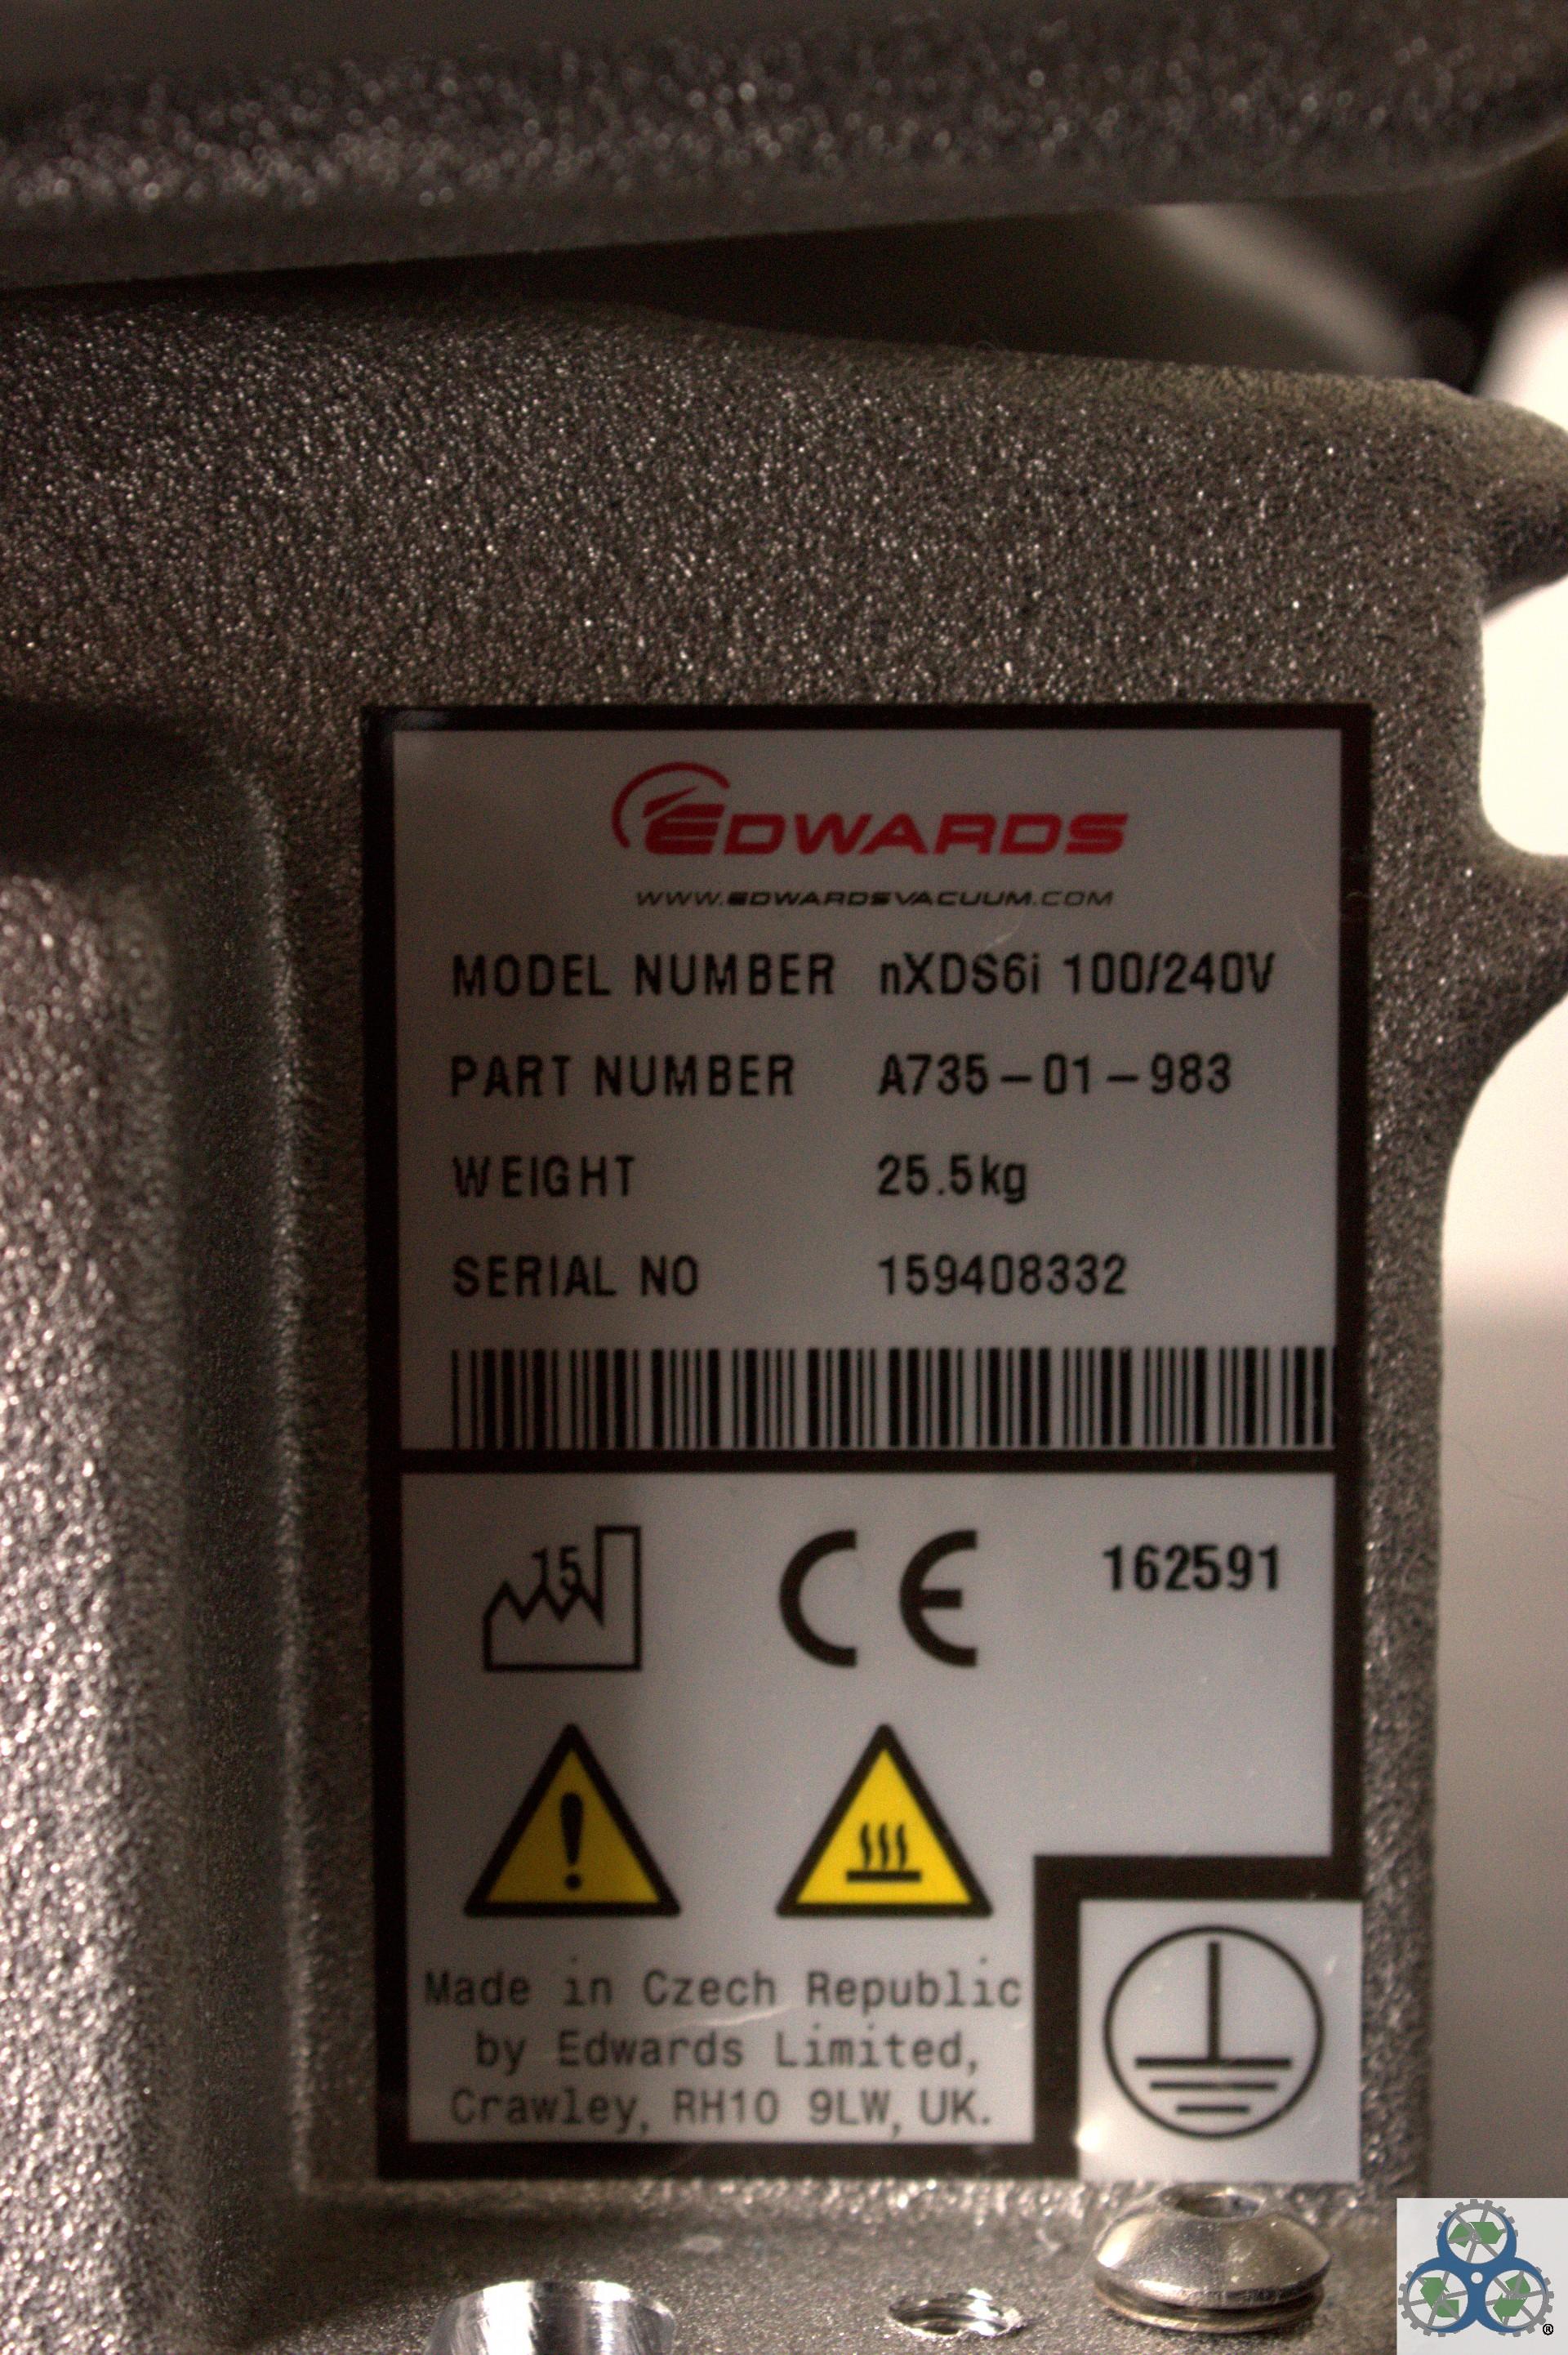 EDWARDS
WWW.EDWARDSVACUUM.COM
MODEL NUMBER nXDS6i 100/240V
PART NUMBER A735-01-983
WEIGHT 25.5kg
SERIAL NO 159408332
15 CE 162591
Made in Czech Republic
by Edwards Limited,
Crawley, RH10 9LW, UK.
®